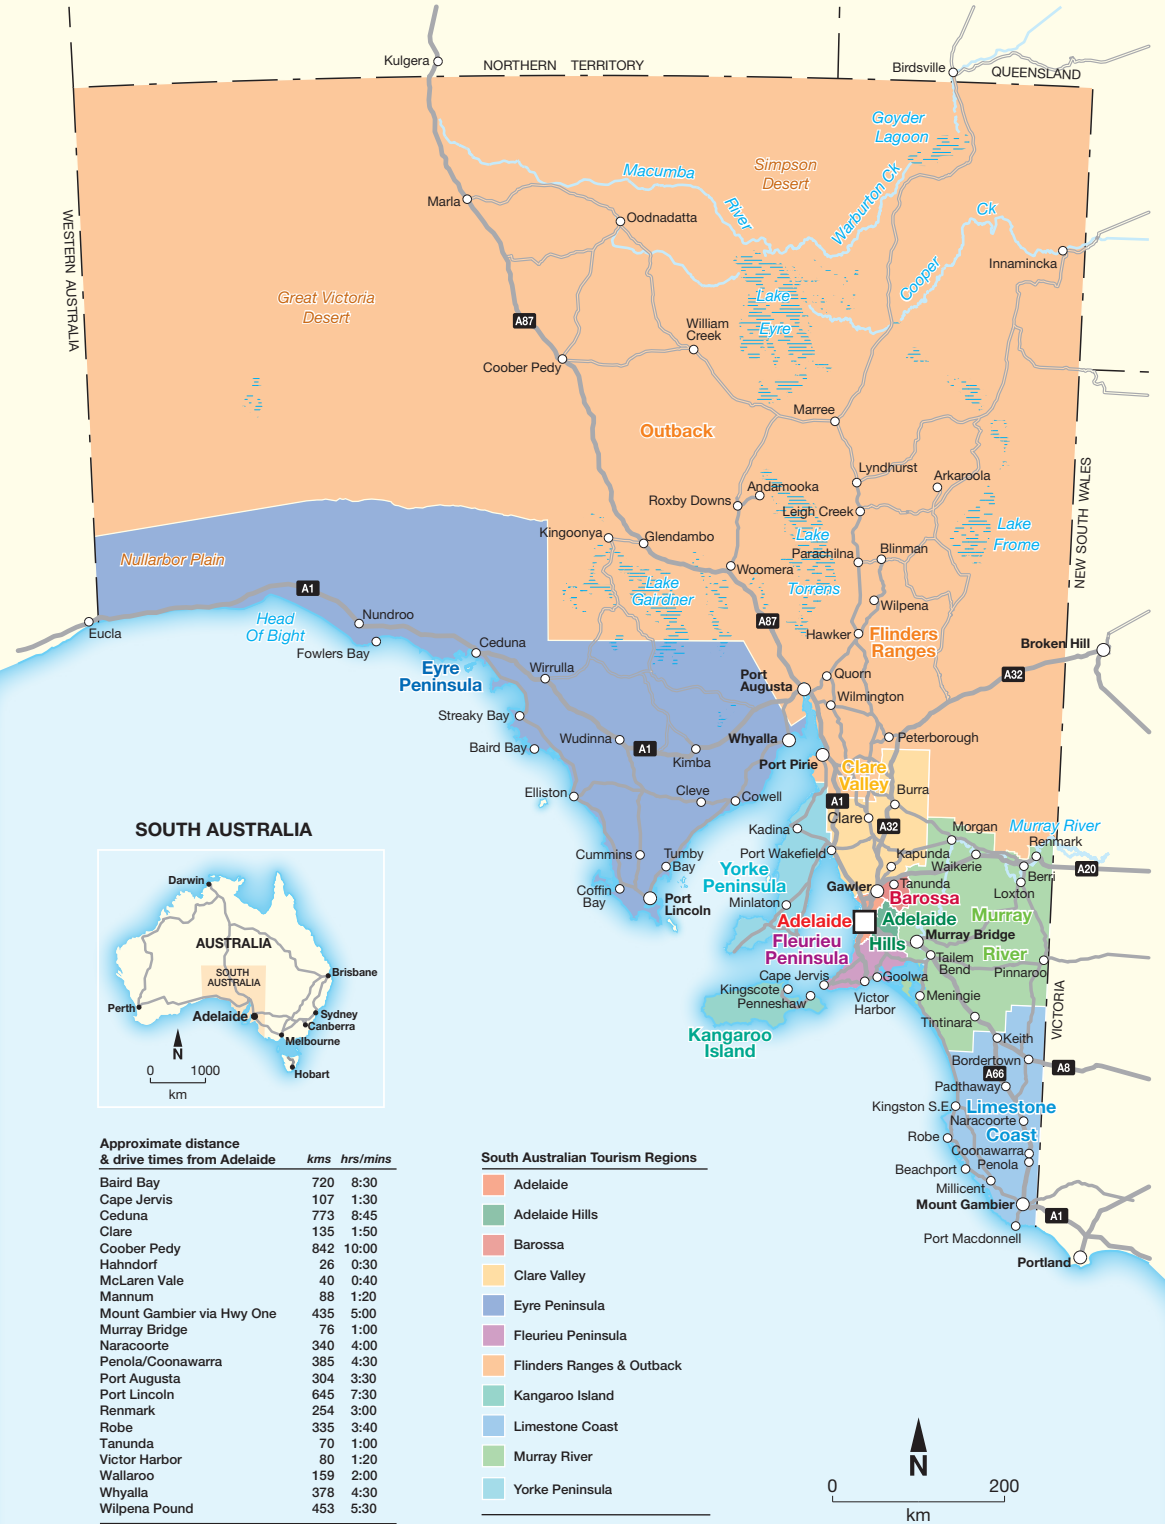 Kulgera
NORTHERN TERRITORY
Birdsville
QUEENSLAND
Goyder
Lagoon
Simpson
Desert
Macumba
River
Warburton Ck
Marla
Oodnadatta
Cooper
Ck
Innamincka
WESTERN AUSTRALIA
Great Victoria
Desert
Lake
Eyre
A87
William
Creek
Coober Pedy
Marree
Outback
Lyndhurst
Arkaroola
Andamooka
Roxby Downs
Leigh Creek
NEW SOUTH WALES
Kingoonya
Glendambo
Lake
Frome
Lake
Torrens
Parachilna
Blinman
Nullarbor Plain
Woomera
Lake
Gairdner
A1
Wilpena
Head
Of Bight
Nundroo
A87
Eucla
Fowlers Bay
Hawker
Flinders
Ranges
Broken Hill
Ceduna
Eyre
Peninsula
Wirrulla
Port
Augusta
Quorn
A32
Wilmington
Streaky Bay
Baird Bay
Wudinna
A1
Kimba
Whyalla
Peterborough
Port Pirie
Clare
Valley
Elliston
Cleve
Cowell
A1
Burra
Clare
A32
Kadina
Morgan
Murray River
Renmark
SOUTH AUSTRALIA
Cummins
Tumby
Bay
Port Wakefield
Kapunda
Waikerie
Berri
A20
Yorke
Peninsula
Coffin
Bay
Port
Lincoln
Gawler
Tanunda
Loxton
Barossa
Minlaton
Adelaide
Adelaide
Hills
Murray
River
Murray Bridge
Fleurieu
Peninsula
Tailem
Bend
Pinnaroo
Cape Jervis
Goolwa
Kingscote
Penneshaw
Victor
Harbor
Meningie
Tintinara
Kangaroo
Island
VICTORIA
Keith
Bordertown
A8
A66
Padthaway
Kingston S.E.
Limestone
Coast
Naracoorte
Robe
Coonawarra
Penola
Beachport
Millicent
Mount Gambier
A1
Port Macdonnell
Portland
Darwin
AUSTRALIA
SOUTH
AUSTRALIA
Brisbane
Perth
Adelaide
Sydney
Canberra
Melbourne
Hobart
N
0 1000
km
Approximate distance
& drive times from Adelaide kms hrs/mins
Baird Bay 720 8:30
Cape Jervis 107 1:30
Ceduna 773 8:45
Clare 135 1:50
Coober Pedy 842 10:00
Hahndorf 26 0:30
McLaren Vale 40 0:40
Mannum 88 1:20
Mount Gambier via Hwy One 435 5:00
Murray Bridge 76 1:00
Naracoorte 340 4:00
Penola/Coonawarra 385 4:30
Port Augusta 304 3:30
Port Lincoln 645 7:30
Renmark 254 3:00
Robe 335 3:40
Tanunda 70 1:00
Victor Harbor 80 1:20
Wallaroo 159 2:00
Whyalla 378 4:30
Wilpena Pound 453 5:30
South Australian Tourism Regions
Adelaide
Adelaide Hills
Barossa
Clare Valley
Eyre Peninsula
Fleurieu Peninsula
Flinders Ranges & Outback
Kangaroo Island
Limestone Coast
Murray River
Yorke Peninsula
N
0 200
km